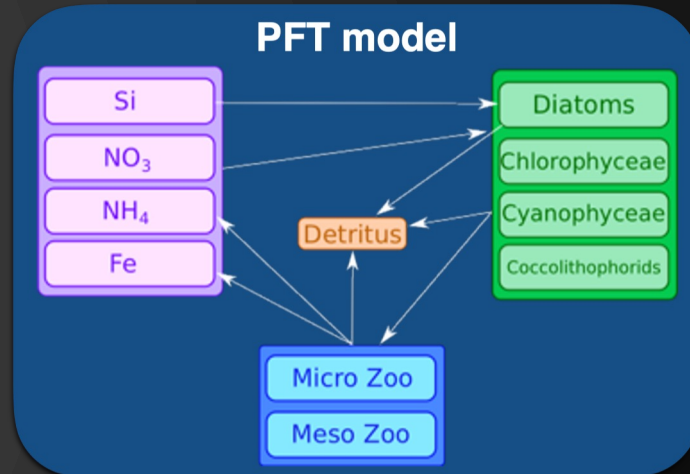 PFT model
Si
NO₃
NH₄
Fe
Detritus
Diatoms
Chlorophyceae
Cyanophyceae
Coccolithophorids
Micro Zoo
Meso Zoo